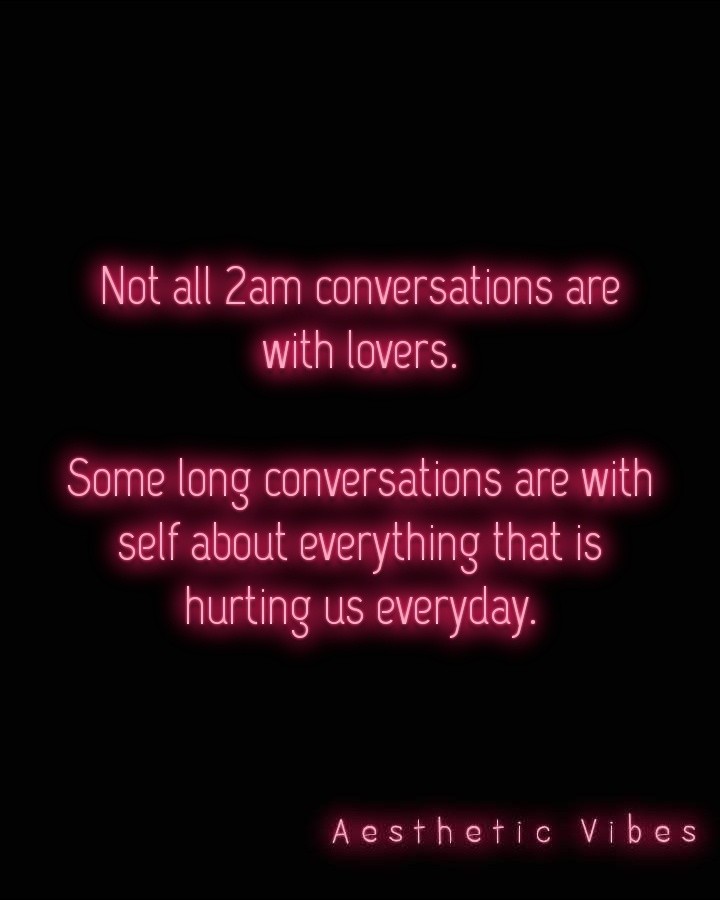 Not all 2am conversations are
with lovers.
Some long conversations are with
self about everything that is
hurting us everyday.
Aesthetic Vibes